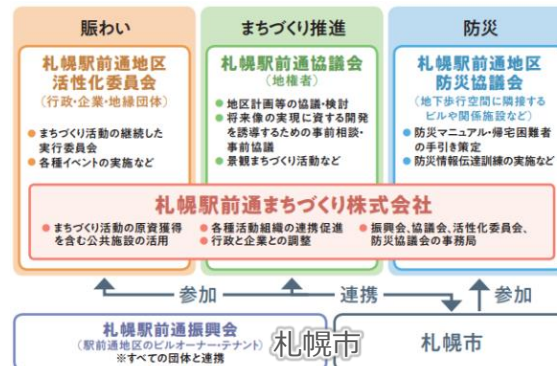 賑わい
まちづくり推進
防災
札幌駅前通地区
活性化委員会
(行政・企業・地縁団体)
● まちづくり活動の継続した
実行委員会
● 各種イベントの実施など
札幌駅前通協議会
(地権者)
● 地区計画等の協議・検討
● 将来像の実現に資する開発
を誘導するための事前相談・
事前協議
● 景観まちづくり活動など
札幌駅前通地区
防災協議会
(地下歩行空間に隣接する
ビルや関係施設など)
● 防災マニュアル・帰宅困難者
の手引き策定
● 防災情報伝達訓練の実施など
札幌駅前通まちづくり株式会社
● まちづくり活動の原資獲得
を含む公共施設の活用
● 各種活動組織の連携促進
● 行政と企業との調整
● 振興会、協議会、活性化委員会、
防災協議会の事務局
参加
連携
参加
札幌駅前通振興会
(駅前通地区のビルオーナー・テナント)
※すべての団体と連携
札幌市
札幌市